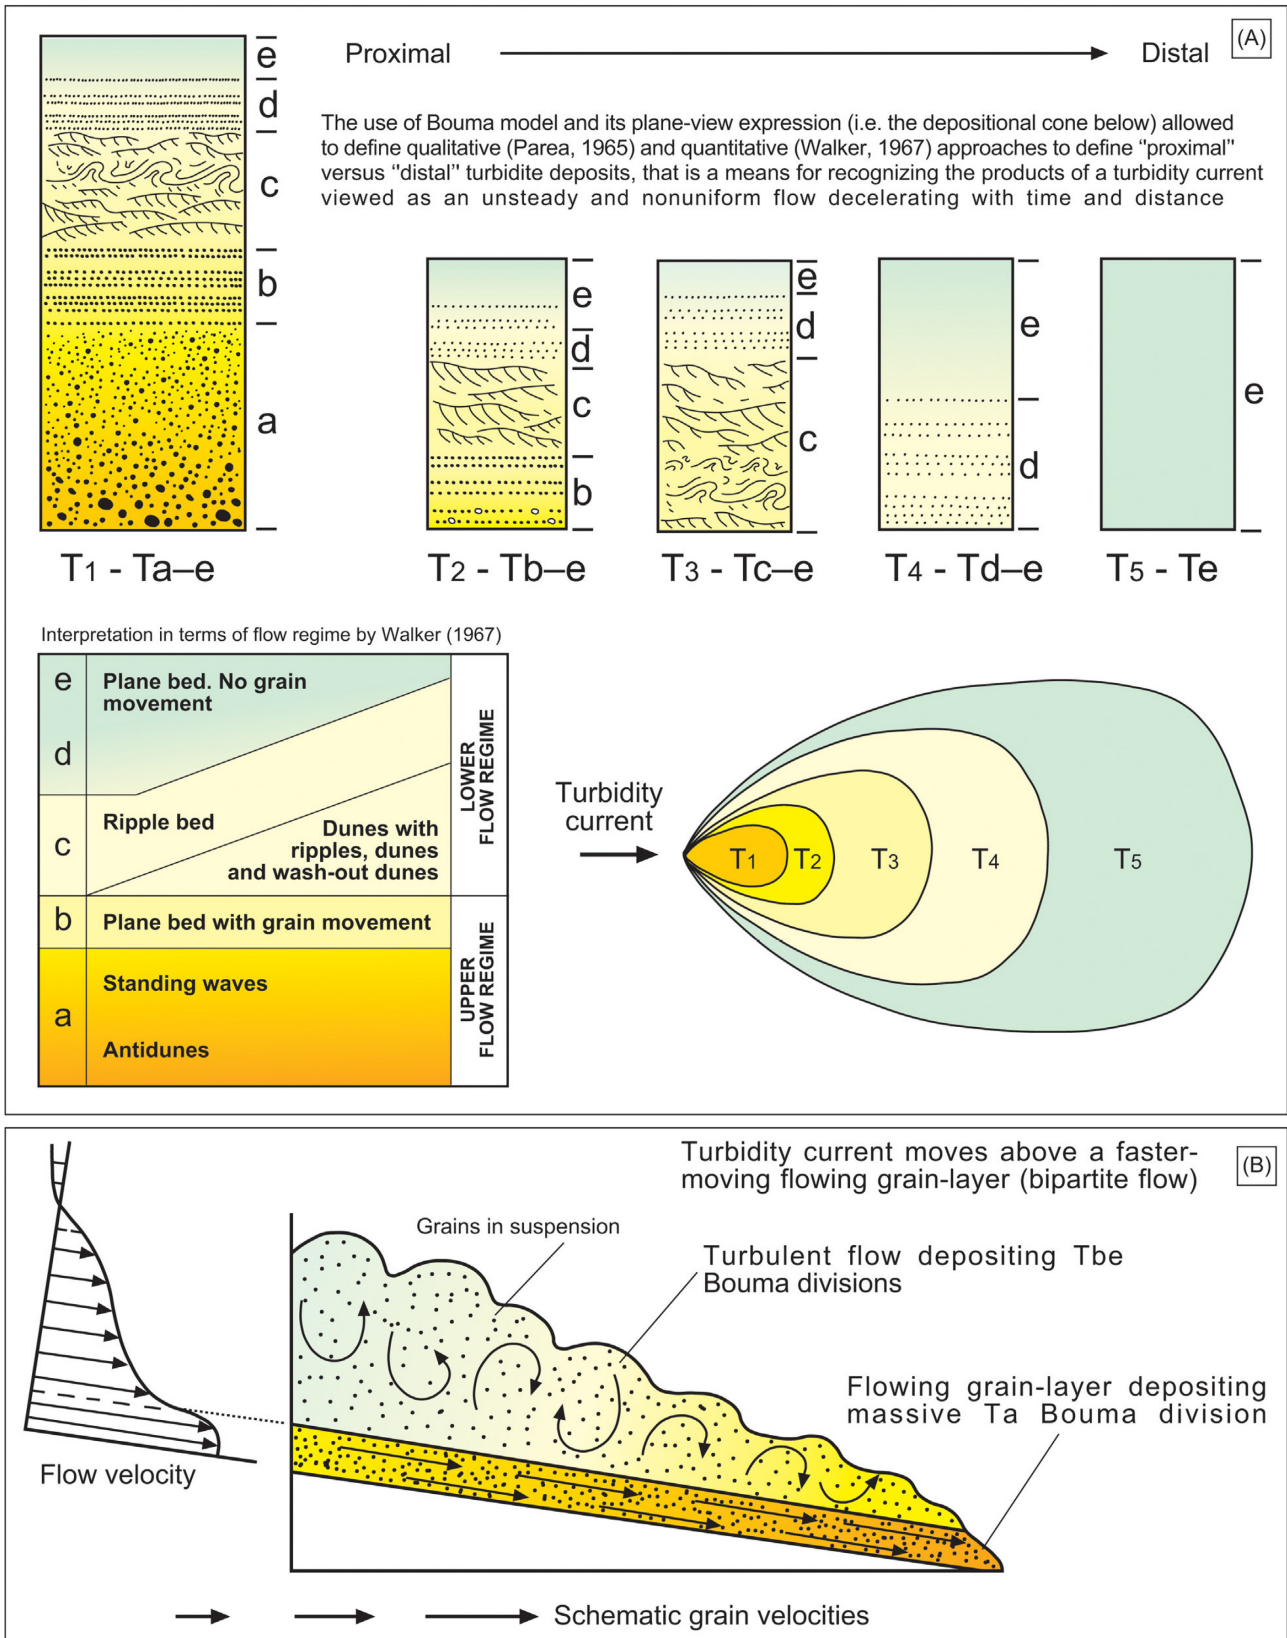 (A)
Proximal
Distal
The use of Bouma model and its plane-view expression (i.e. the depositional cone below) allowed
to define qualitative (Parea, 1965) and quantitative (Walker, 1967) approaches to define "proximal"
versus "distal" turbidite deposits, that is a means for recognizing the products of a turbidity current
viewed as an unsteady and nonuniform flow decelerating with time and distance
e
d
c
b
a
T1 - Ta–e
e
d
c
b
T2 - Tb–e
e
d
c
T3 - Tc–e
e
d
T4 - Td–e
e
T5 - Te
Interpretation in terms of flow regime by Walker (1967)
e
Plane bed. No grain
movement
d
c
Ripple bed
Dunes with
ripples, dunes
and wash-out dunes
b
Plane bed with grain movement
a
Standing waves
Antidunes
LOWER
FLOW REGIME
UPPER
FLOW REGIME
Turbidity
current
T1
T2
T3
T4
T5
(B)
Turbidity current moves above a faster-
moving flowing grain-layer (bipartite flow)
Grains in suspension
Turbulent flow depositing Tbe
Bouma divisions
Flowing grain-layer depositing
massive Ta Bouma division
Flow velocity
Schematic grain velocities